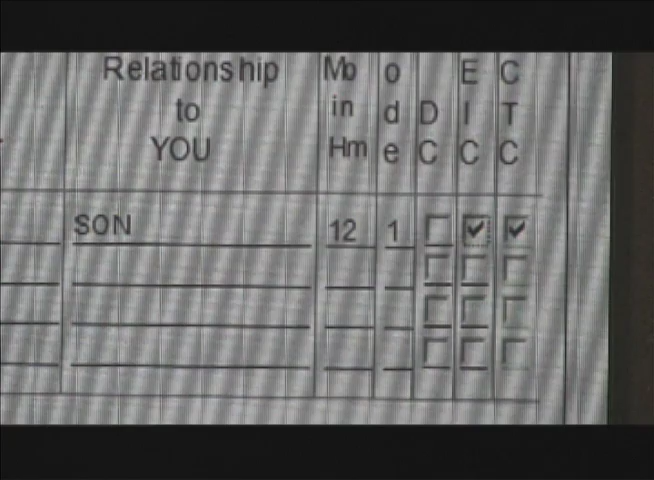 Relationship Mo o E C
to in d D I T
YOU Hm e C C C
SON 12 1